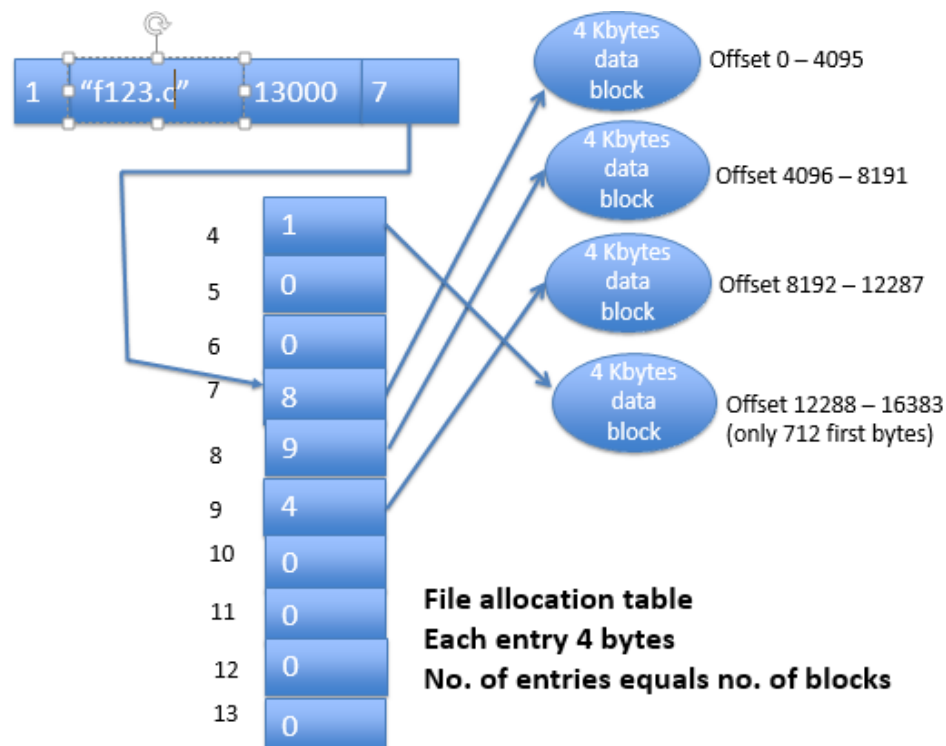 1 "f123.c" 13000 7
4 Kbytes
data
block
Offset 0 – 4095
4 Kbytes
data
block
Offset 4096 – 8191
4 Kbytes
data
block
Offset 8192 – 12287
4 Kbytes
data
block
Offset 12288 – 16383
(only 712 first bytes)
4 1
5 0
6 0
7 8
8 9
9 4
10 0
11 0
12 0
13 0
File allocation table
Each entry 4 bytes
No. of entries equals no. of blocks